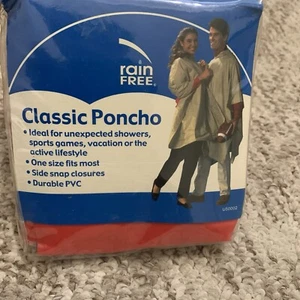 rain
FREE®
Classic Poncho
• Ideal for unexpected showers,
sports games, vacation or the
active lifestyle
• One size fits most
• Side snap closures
• Durable PVC